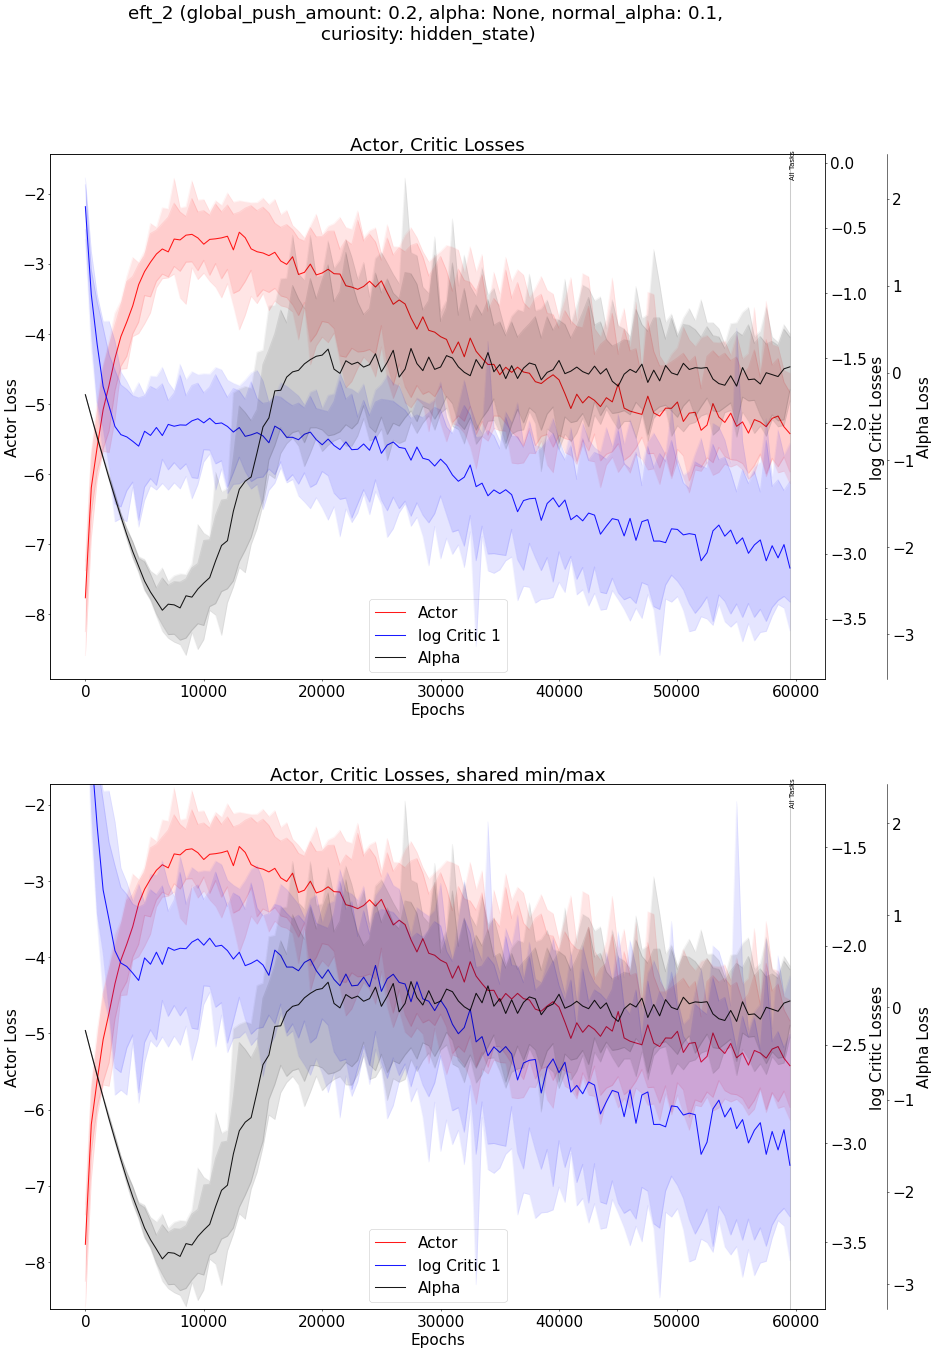 eft_2 (global_push_amount: 0.2, alpha: None, normal_alpha: 0.1,
curiosity: hidden_state)
Actor, Critic Losses
All Tasks
−2
−3
−4
−5
−6
−7
−8
Actor Loss
0.0
−0.5
−1.0
−1.5
−2.0
−2.5
−3.0
−3.5
log Critic Losses
2
1
0
−1
−2
−3
Alpha Loss
Actor
log Critic 1
Alpha
0 10000 20000 30000 40000 50000 60000
Epochs
Actor, Critic Losses, shared min/max
All Tasks
−2
−3
−4
−5
−6
−7
−8
Actor Loss
−1.5
−2.0
−2.5
−3.0
−3.5
log Critic Losses
2
1
0
−1
−2
−3
Alpha Loss
Actor
log Critic 1
Alpha
0 10000 20000 30000 40000 50000 60000
Epochs